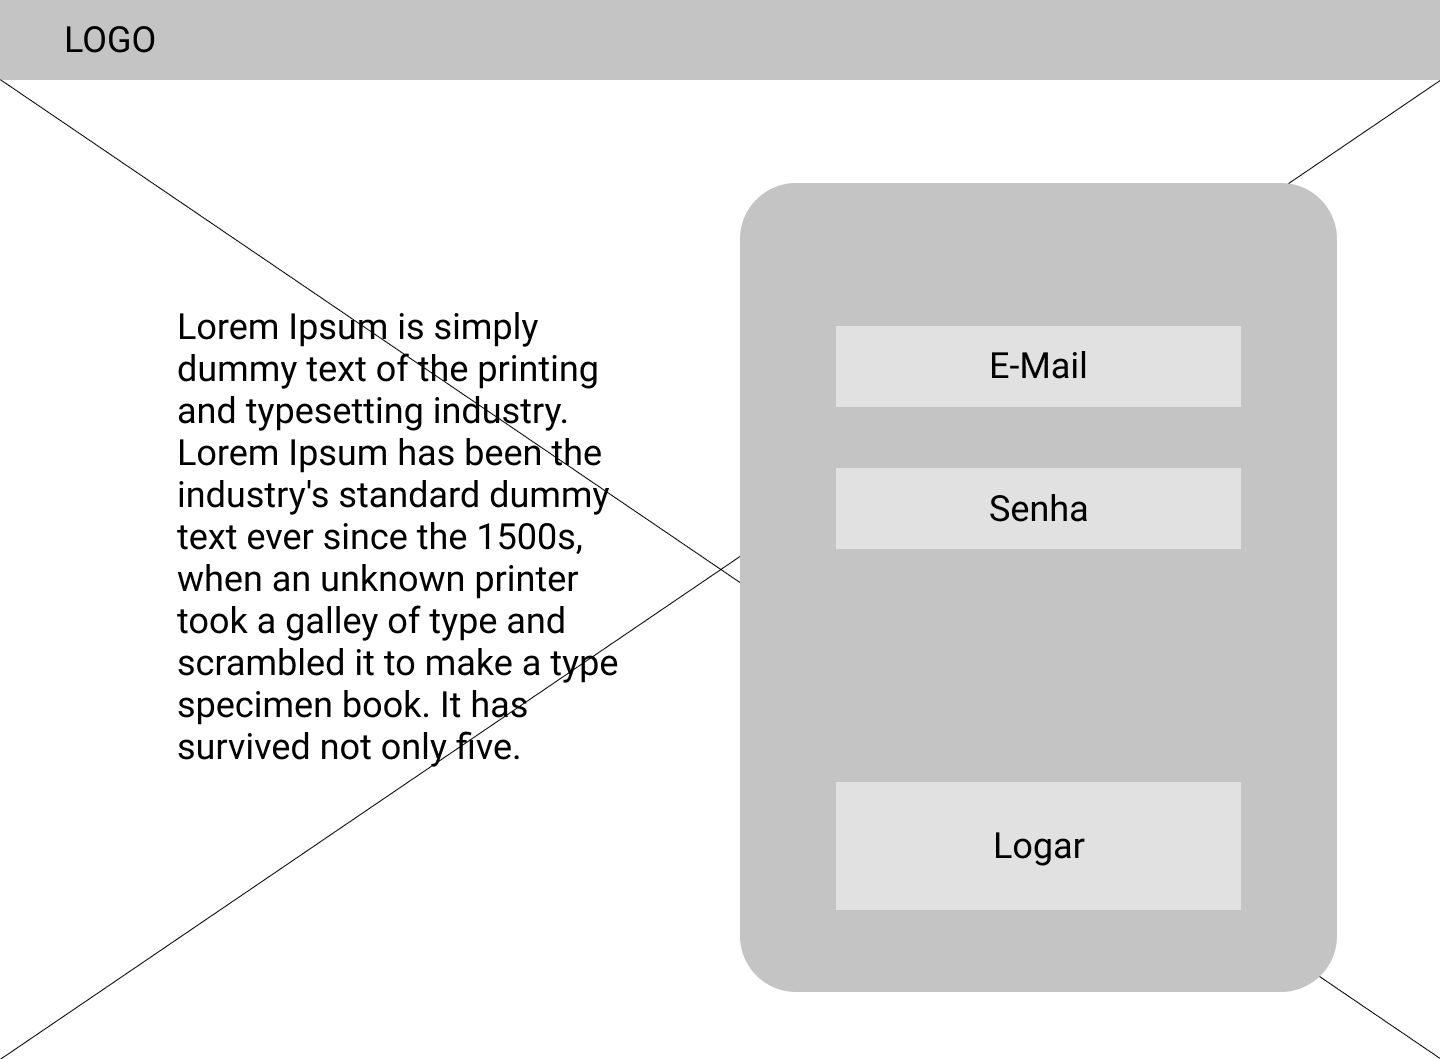 LOGO
Lorem Ipsum is simply
dummy text of the printing
and typesetting industry.
Lorem Ipsum has been the
industry's standard dummy
text ever since the 1500s,
when an unknown printer
took a galley of type and
scrambled it to make a type
specimen book. It has
survived not only five.
E-Mail
Senha
Logar